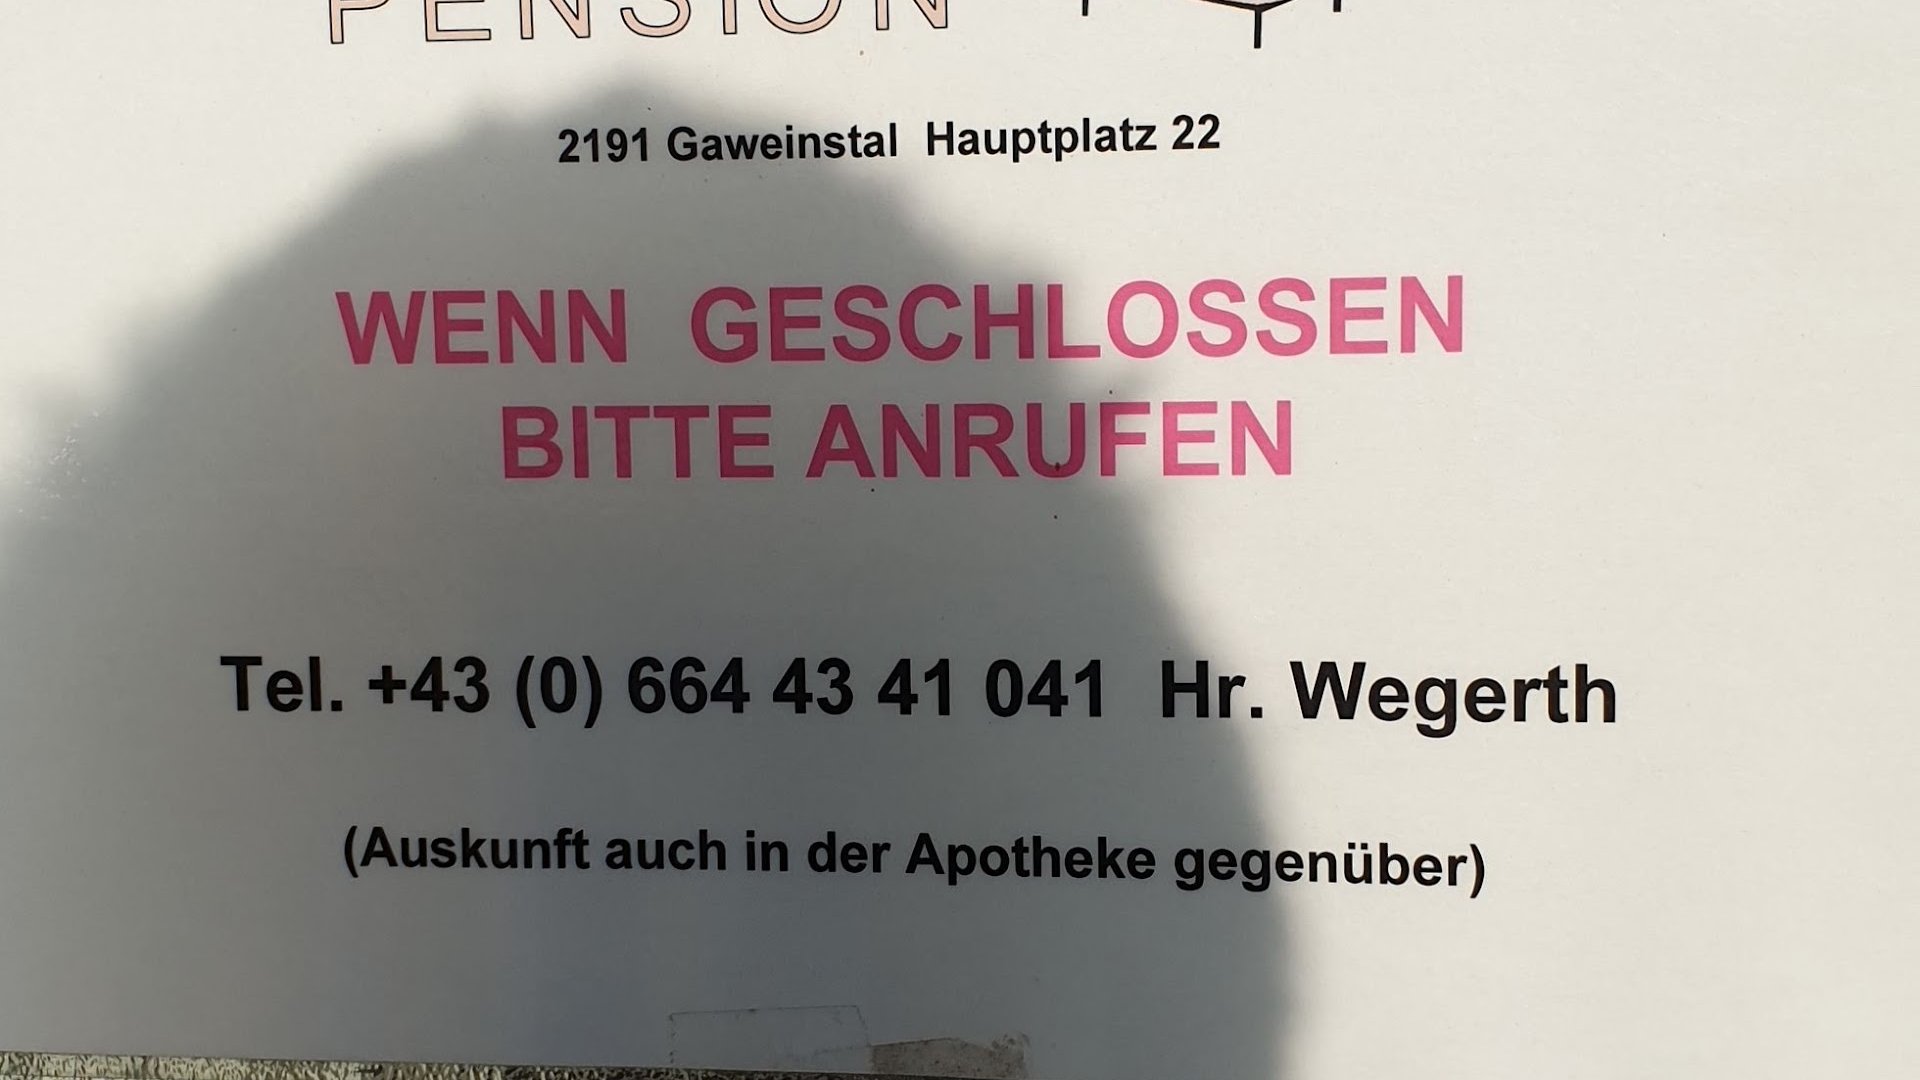 PENSION
2191 Gaweinstal Hauptplatz 22
WENN GESCHLOSSEN
BITTE ANRUFEN
Tel. +43 (0) 664 43 41 041 Hr. Wegerth
(Auskunft auch in der Apotheke gegenüber)